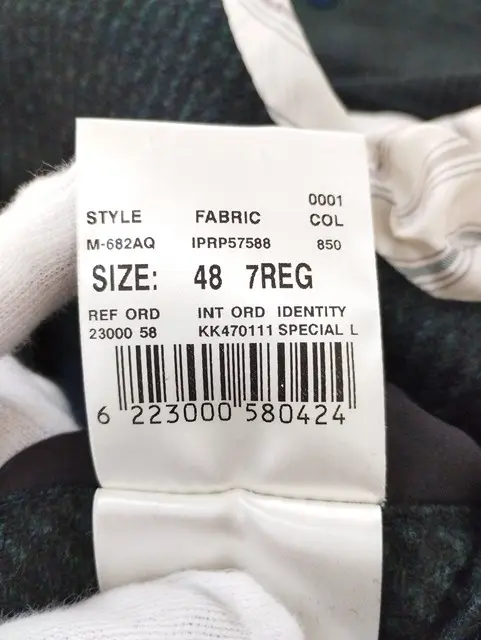 0001
STYLE FABRIC COL
M-682AQ IPRP57588 850
SIZE: 48 7REG
REF ORD INT ORD IDENTITY
23000 58 KK470111 SPECIAL L
6 223000 580424